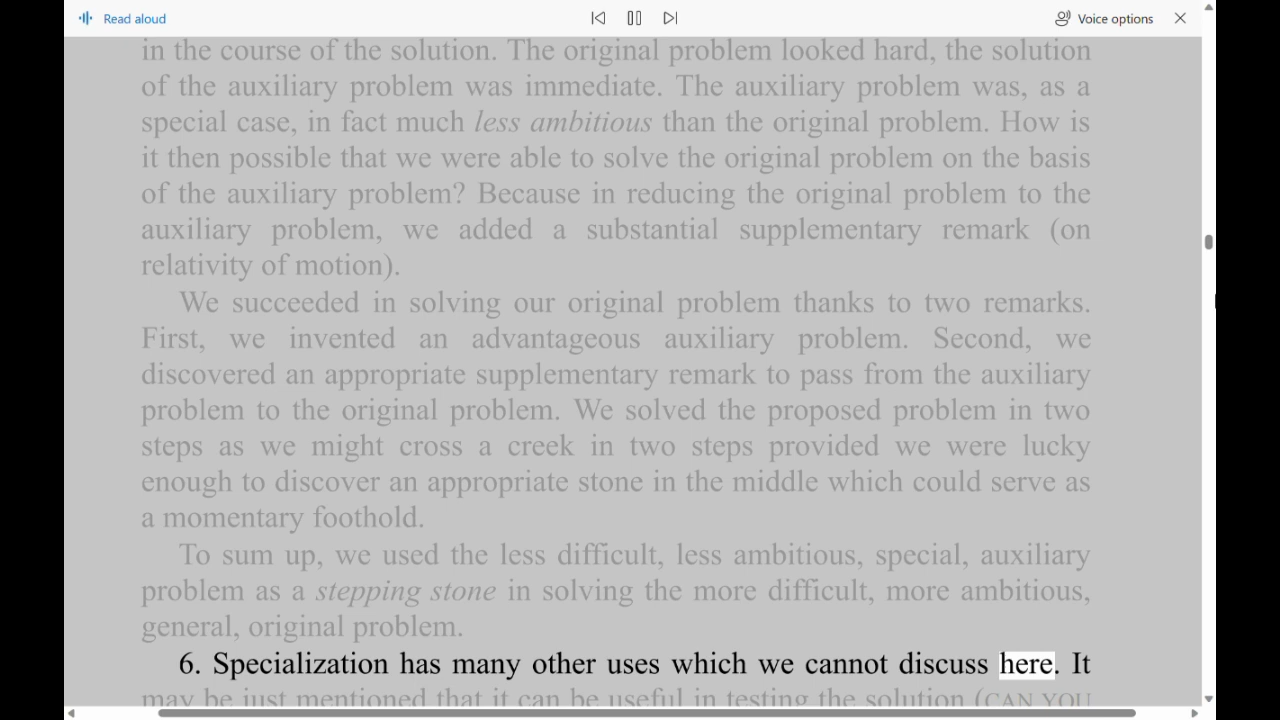 Read aloud
Voice options
in the course of the solution. The original problem looked hard, the solution
of the auxiliary problem was immediate. The auxiliary problem was, as a
special case, in fact much less ambitious than the original problem. How is
it then possible that we were able to solve the original problem on the basis
of the auxiliary problem? Because in reducing the original problem to the
auxiliary problem, we added a substantial supplementary remark (on
relativity of motion).
We succeeded in solving our original problem thanks to two remarks.
First, we invented an advantageous auxiliary problem. Second, we
discovered an appropriate supplementary remark to pass from the auxiliary
problem to the original problem. We solved the proposed problem in two
steps as we might cross a creek in two steps provided we were lucky
enough to discover an appropriate stone in the middle which could serve as
a momentary foothold.
To sum up, we used the less difficult, less ambitious, special, auxiliary
problem as a stepping stone in solving the more difficult, more ambitious,
general, original problem.
6. Specialization has many other uses which we cannot discuss here. It
may be just mentioned that it can be useful in testing the solution (CAN YOU